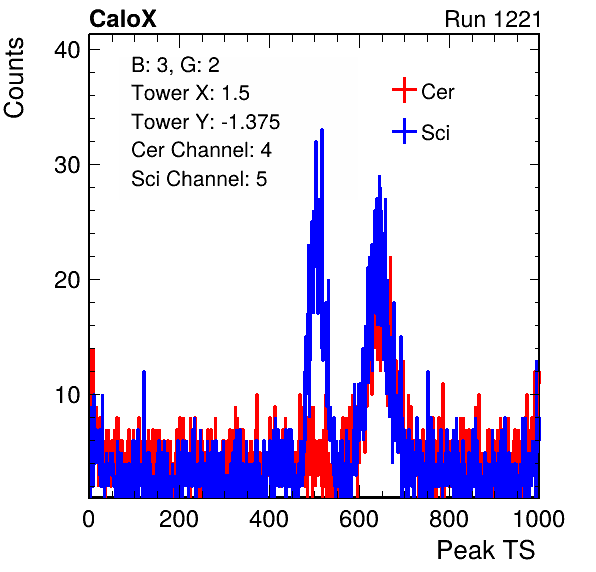 CaloX Run 1221
Counts
40
30
20
10
B: 3, G: 2
Tower X: 1.5
Tower Y: -1.375
Cer Channel: 4
Sci Channel: 5
Cer
Sci
0 200 400 600 800 1000
Peak TS